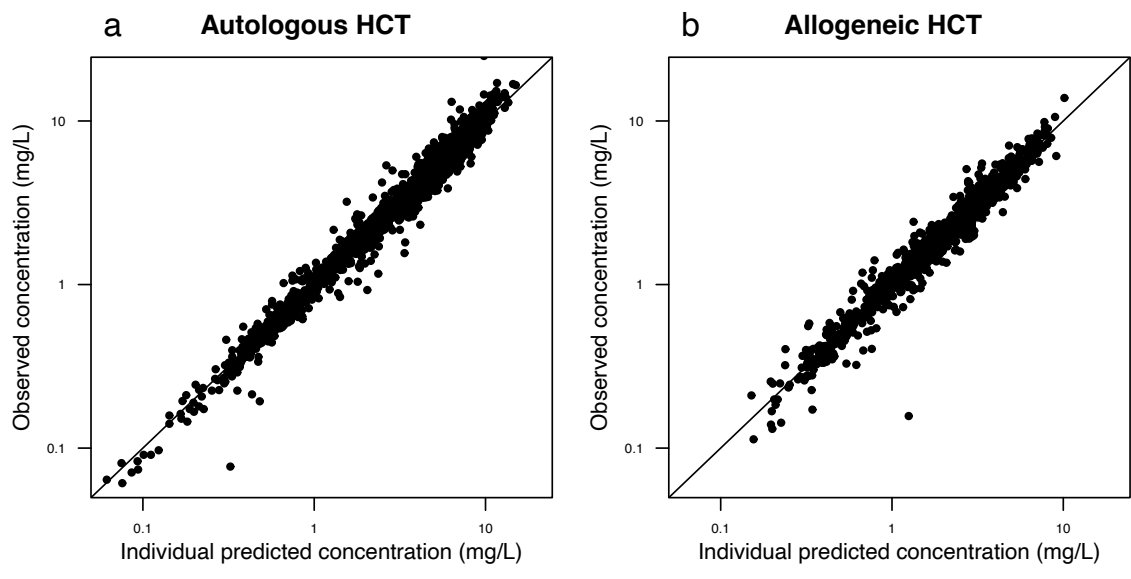 a Autologous HCT
Observed concentration (mg/L)
10
1
0.1
0.1 1 10
Individual predicted concentration (mg/L)
b Allogeneic HCT
Observed concentration (mg/L)
10
1
0.1
0.1 1 10
Individual predicted concentration (mg/L)